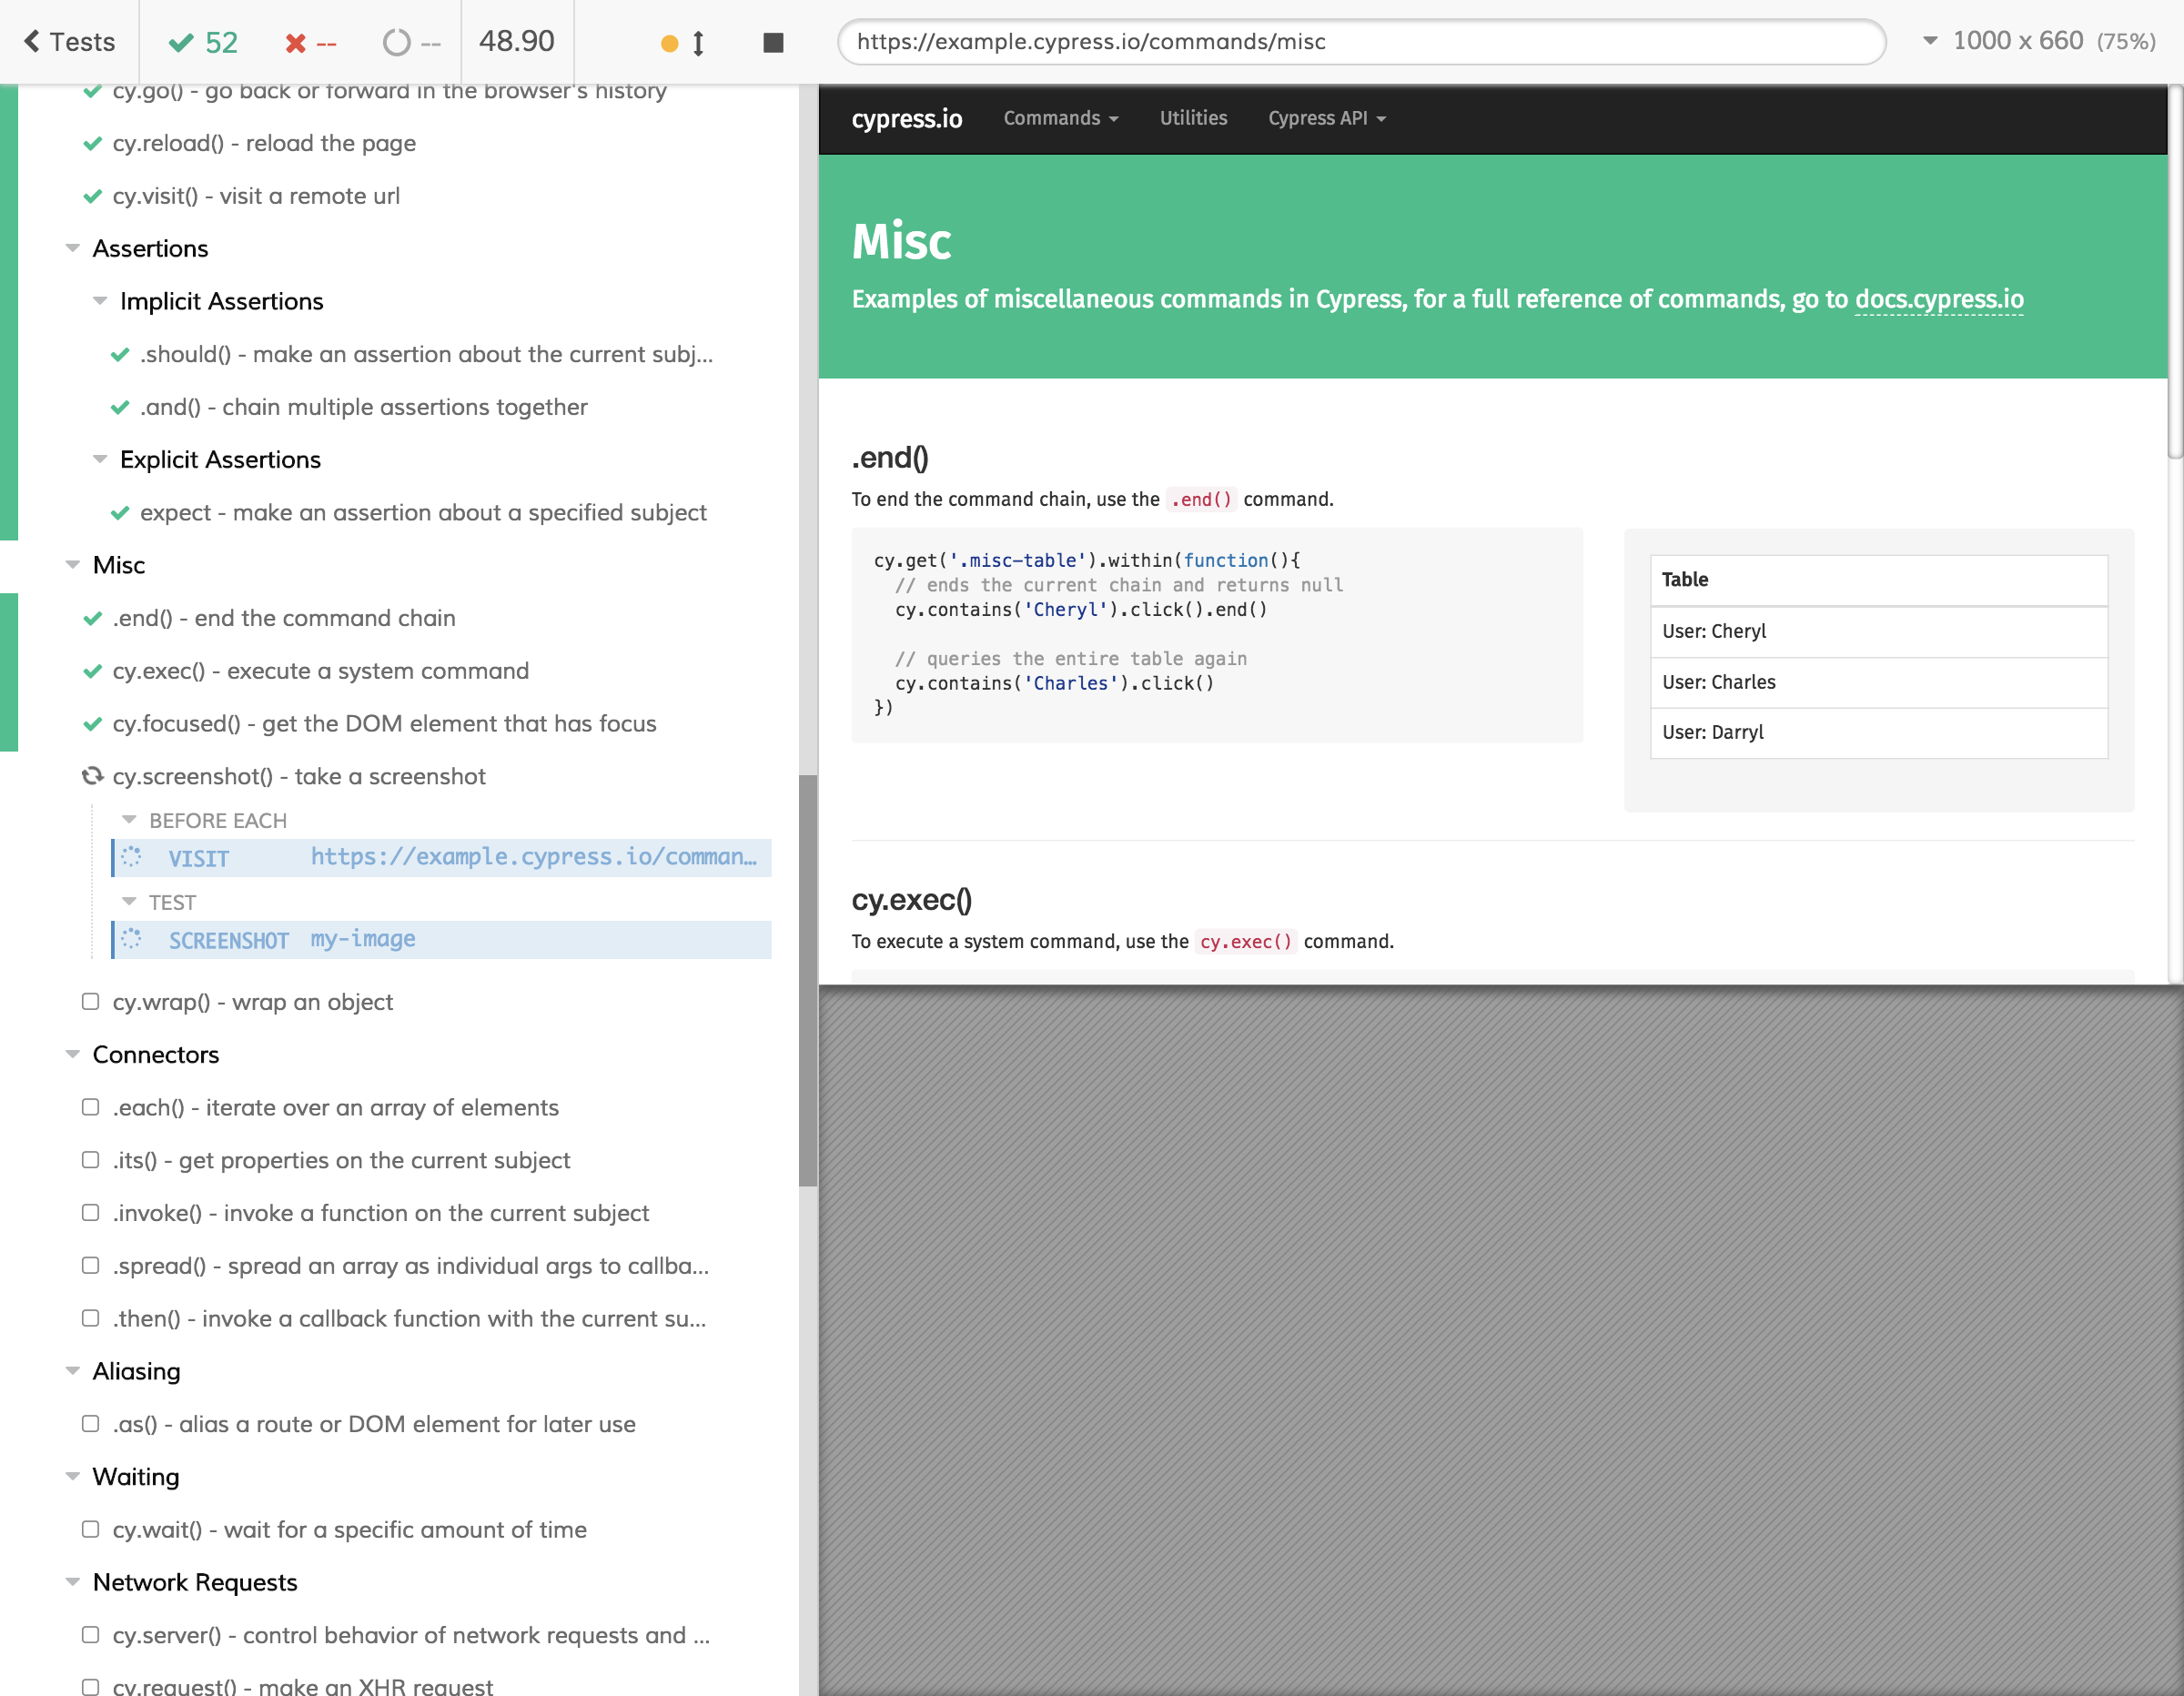 Tests
52
--
--
48.90
https://example.cypress.io/commands/misc
1000 x 660 (75%)
cy.go() - go back or forward in the browser's history
cy.reload() - reload the page
cy.visit() - visit a remote url
Assertions
Implicit Assertions
.should() - make an assertion about the current subj...
.and() - chain multiple assertions together
Explicit Assertions
expect - make an assertion about a specified subject
Misc
.end() - end the command chain
cy.exec() - execute a system command
cy.focused() - get the DOM element that has focus
cy.screenshot() - take a screenshot
BEFORE EACH
VISIT https://example.cypress.io/comman...
TEST
SCREENSHOT my-image
cy.wrap() - wrap an object
Connectors
.each() - iterate over an array of elements
.its() - get properties on the current subject
.invoke() - invoke a function on the current subject
.spread() - spread an array as individual args to callba...
.then() - invoke a callback function with the current su...
Aliasing
.as() - alias a route or DOM element for later use
Waiting
cy.wait() - wait for a specific amount of time
Network Requests
cy.server() - control behavior of network requests and ...
cy.request() - make an XHR request
cypress.io Commands Utilities Cypress API
Misc
Examples of miscellaneous commands in Cypress, for a full reference of commands, go to docs.cypress.io
.end()
To end the command chain, use the .end() command.
cy.get('.misc-table').within(function(){
// ends the current chain and returns null
cy.contains('Cheryl').click().end()
// queries the entire table again
cy.contains('Charles').click()
})
Table
User: Cheryl
User: Charles
User: Darryl
cy.exec()
To execute a system command, use the cy.exec() command.